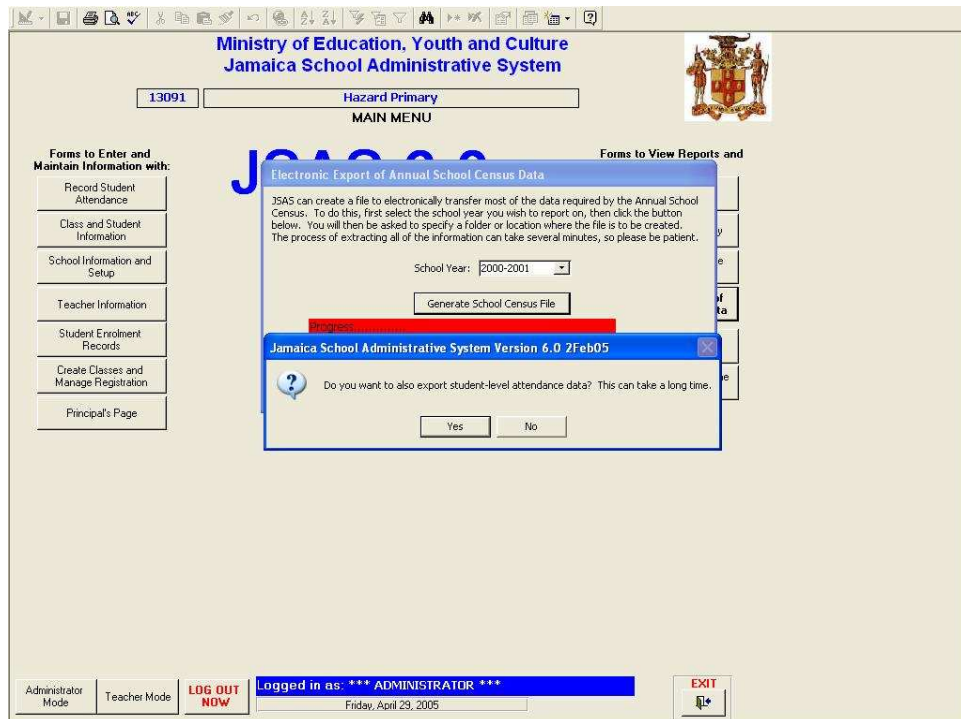 Ministry of Education, Youth and Culture
Jamaica School Administrative System
13091
Hazard Primary
MAIN MENU
Forms to Enter and
Maintain Information with:
Record Student
Attendance
Class and Student
Information
School Information and
Setup
Teacher Information
Student Enrolment
Records
Create Classes and
Manage Registration
Principal's Page
Forms to View Reports and
Electronic Export of Annual School Census Data
JSAS can create a file to electronically transfer most of the data required by the Annual School
Census. To do this, first select the school year you wish to report on, then click the button
below. You will then be asked to specify a folder or location where the file is to be created.
The process of extracting all of the information can take several minutes, so please be patient.
School Year: 2000-2001
Generate School Census File
Progress..............
Jamaica School Administrative System Version 6.0 2Feb05
Do you want to also export student-level attendance data? This can take a long time.
Yes
No
Administrator
Mode
Teacher Mode
LOG OUT
NOW
Logged in as: *** ADMINISTRATOR ***
Friday, April 29, 2005
EXIT